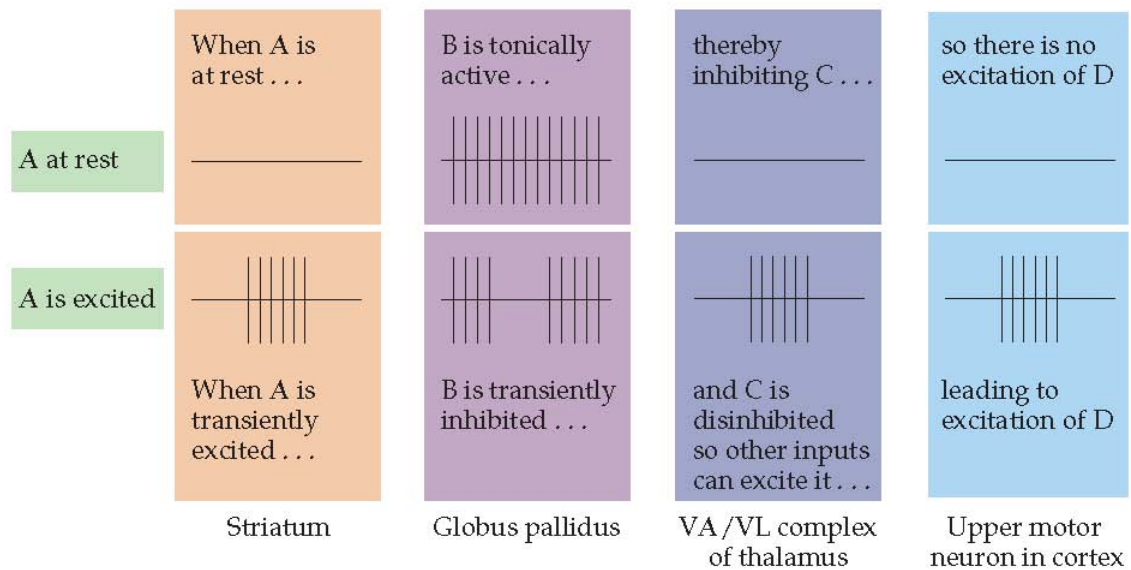 When A is
at rest . . .
B is tonically
active . . .
thereby
inhibiting C . . .
so there is no
excitation of D
A at rest
A is excited
When A is
transiently
excited . . .
B is transiently
inhibited . . .
and C is
disinhibited
so other inputs
can excite it . . .
leading to
excitation of D
Striatum
Globus pallidus
VA/VL complex
of thalamus
Upper motor
neuron in cortex